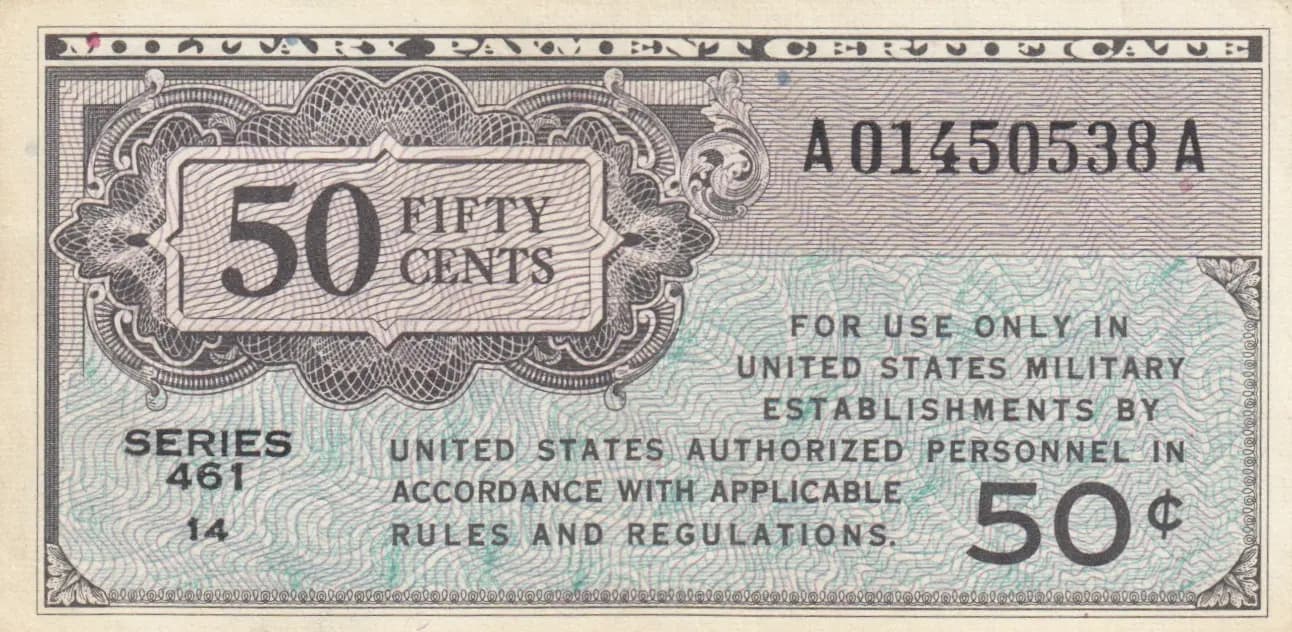 MILITARY PAYMENT CERTIFICATE
A01450538A
50 FIFTY
CENTS
FOR USE ONLY IN
UNITED STATES MILITARY
ESTABLISHMENTS BY
UNITED STATES AUTHORIZED PERSONNEL IN
ACCORDANCE WITH APPLICABLE
RULES AND REGULATIONS.
SERIES
461
14
50¢